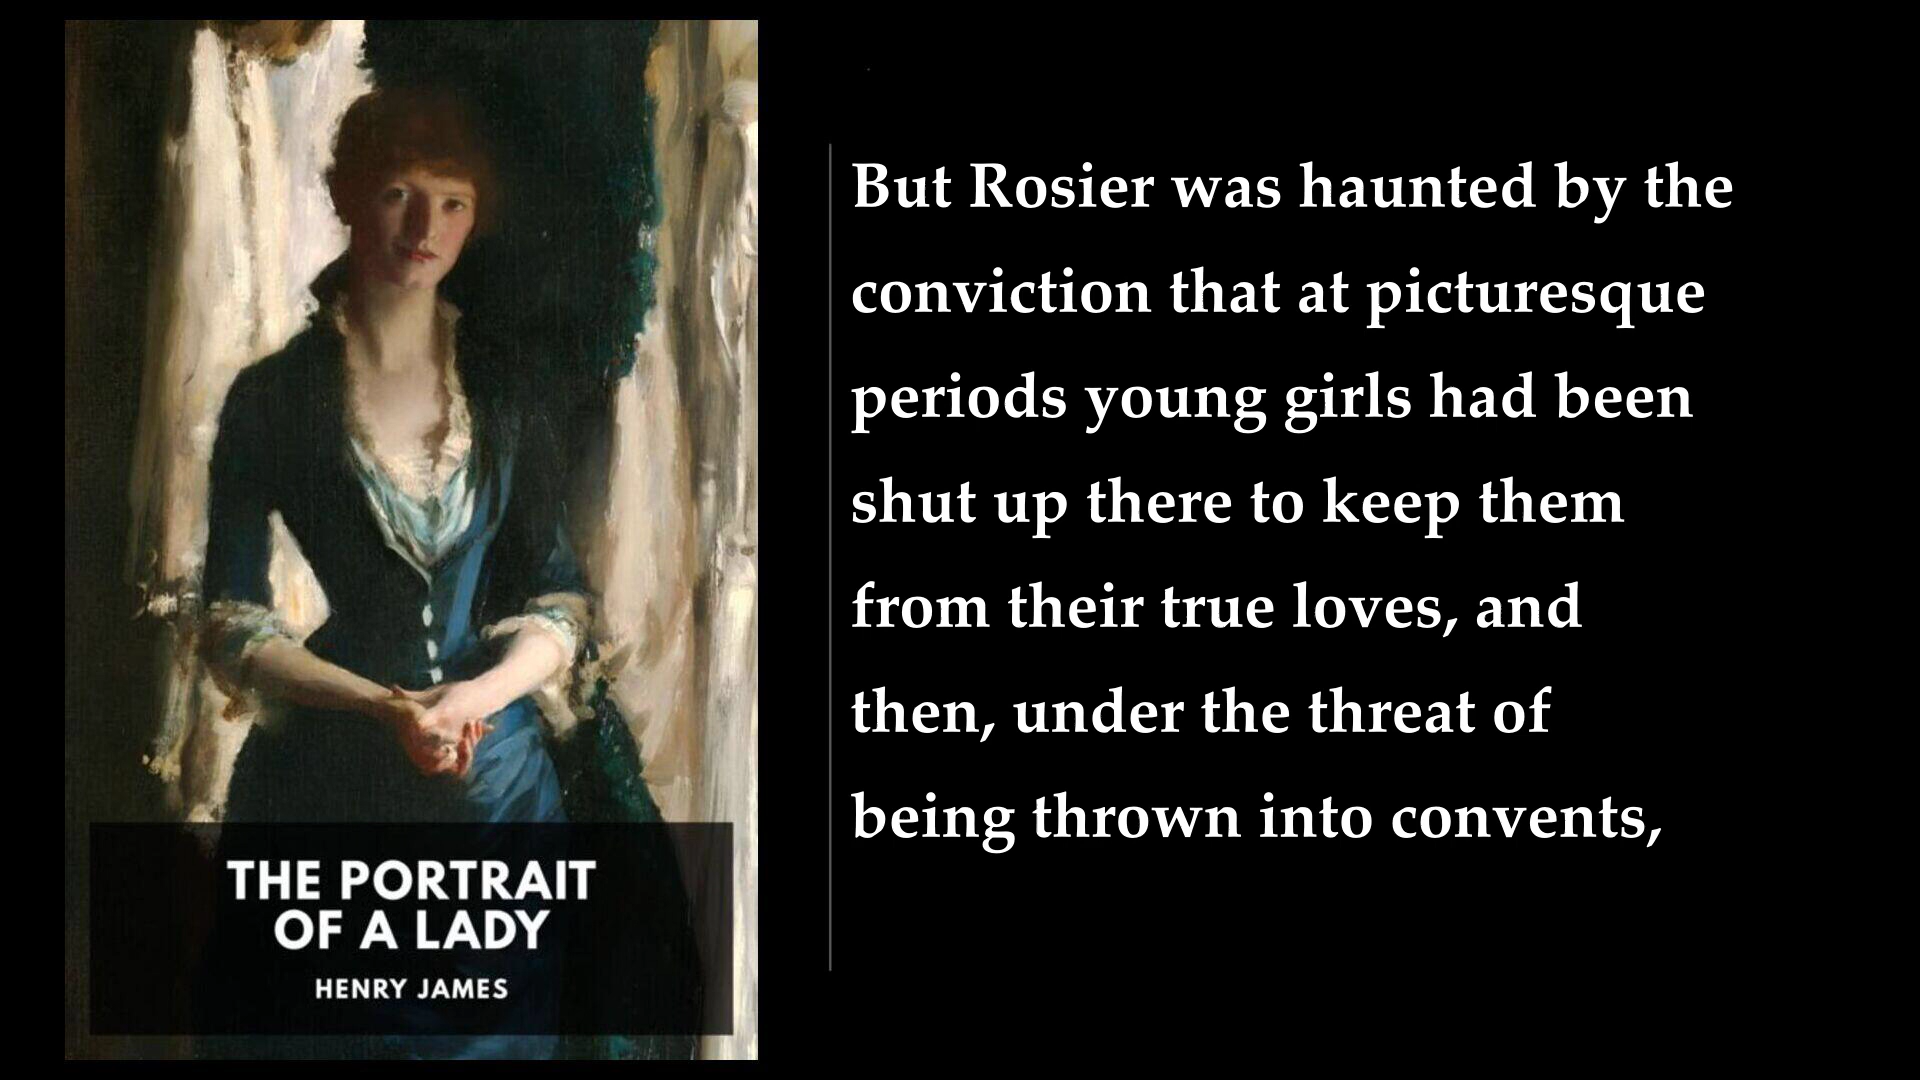 THE PORTRAIT
OF A LADY
HENRY JAMES
But Rosier was haunted by the
conviction that at picturesque
periods young girls had been
shut up there to keep them
from their true loves, and
then, under the threat of
being thrown into convents,